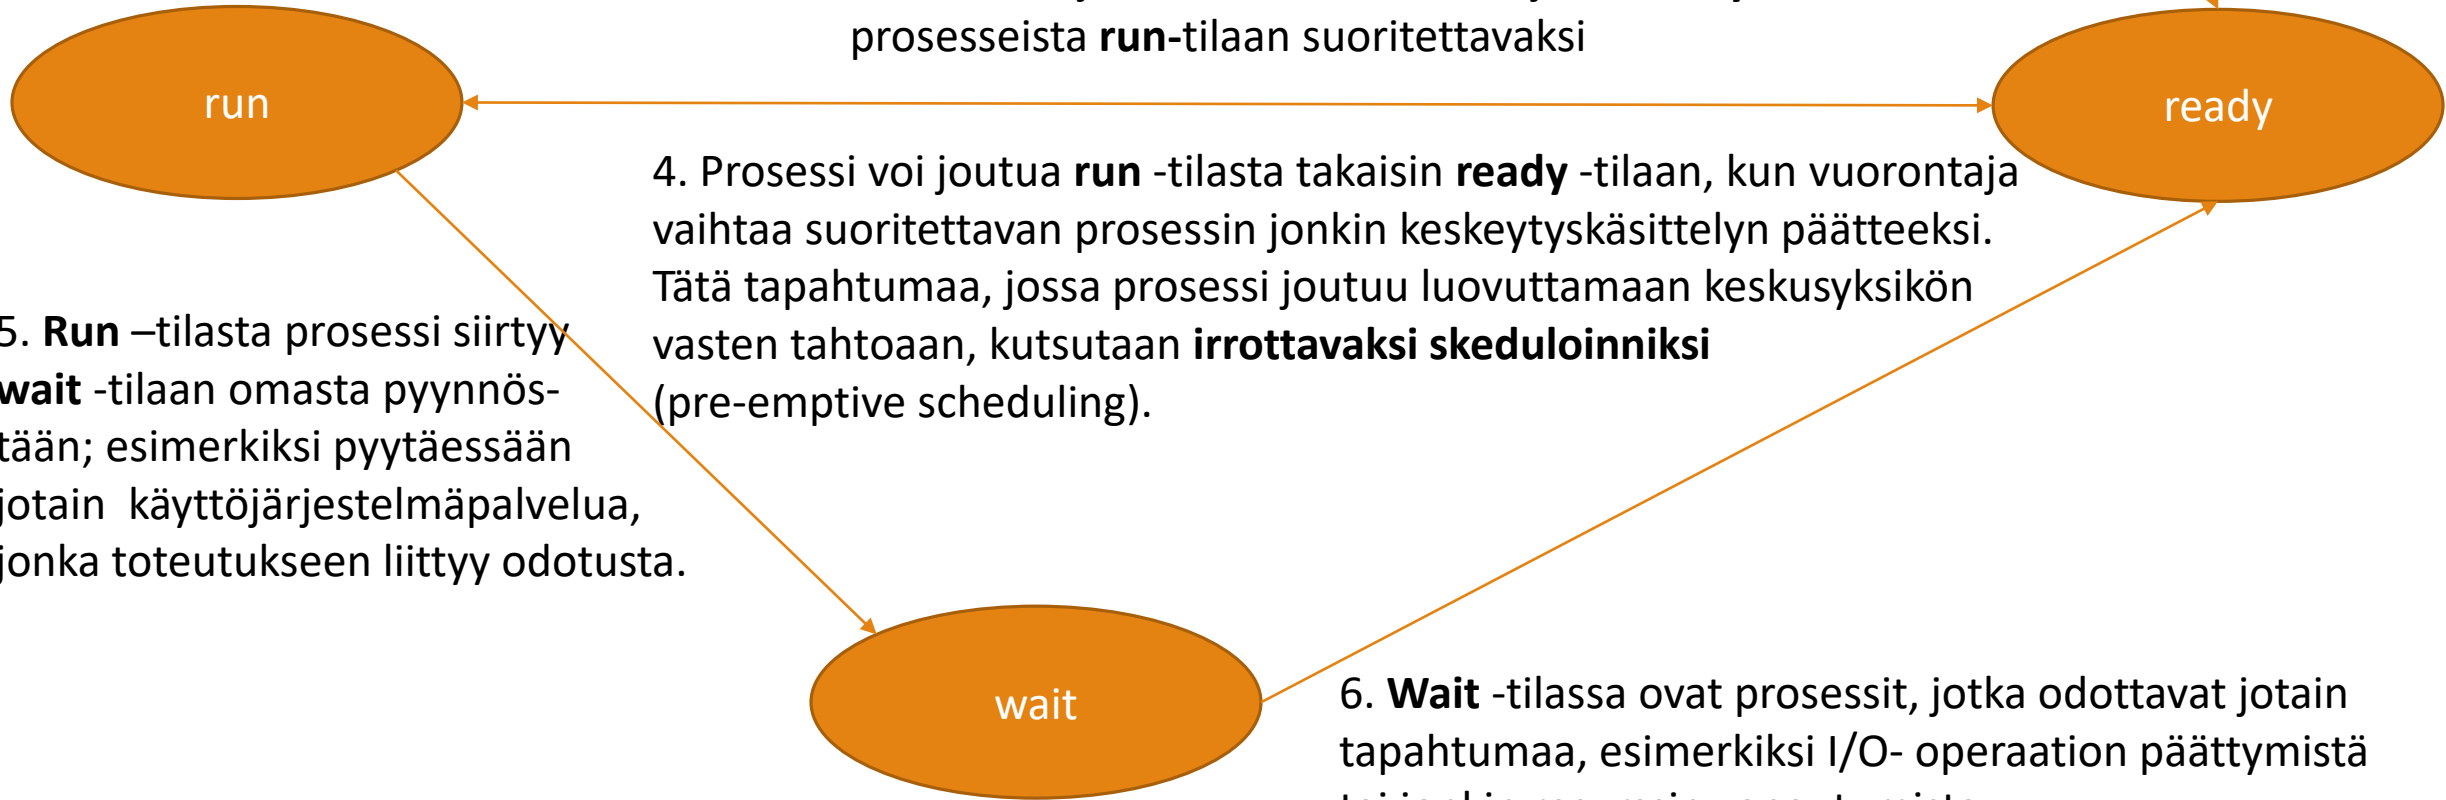 prosesseista run-tilaan suoritettavaksi
run
ready
4. Prosessi voi joutua run -tilasta takaisin ready -tilaan, kun vuorontaja
vaihtaa suoritettavan prosessin jonkin keskeytyskäsittelyn päätteeksi.
Tätä tapahtumaa, jossa prosessi joutuu luovuttamaan keskusyksikön
vasten tahtoaan, kutsutaan irrottavaksi skeduloinniksi
(pre-emptive scheduling).
5. Run –tilasta prosessi siirtyy
wait -tilaan omasta pyynnös-
tään; esimerkiksi pyytäessään
jotain käyttöjärjestelmäpalvelua,
jonka toteutukseen liittyy odotusta.
wait
6. Wait -tilassa ovat prosessit, jotka odottavat jotain
tapahtumaa, esimerkiksi I/O- operaation päättymistä